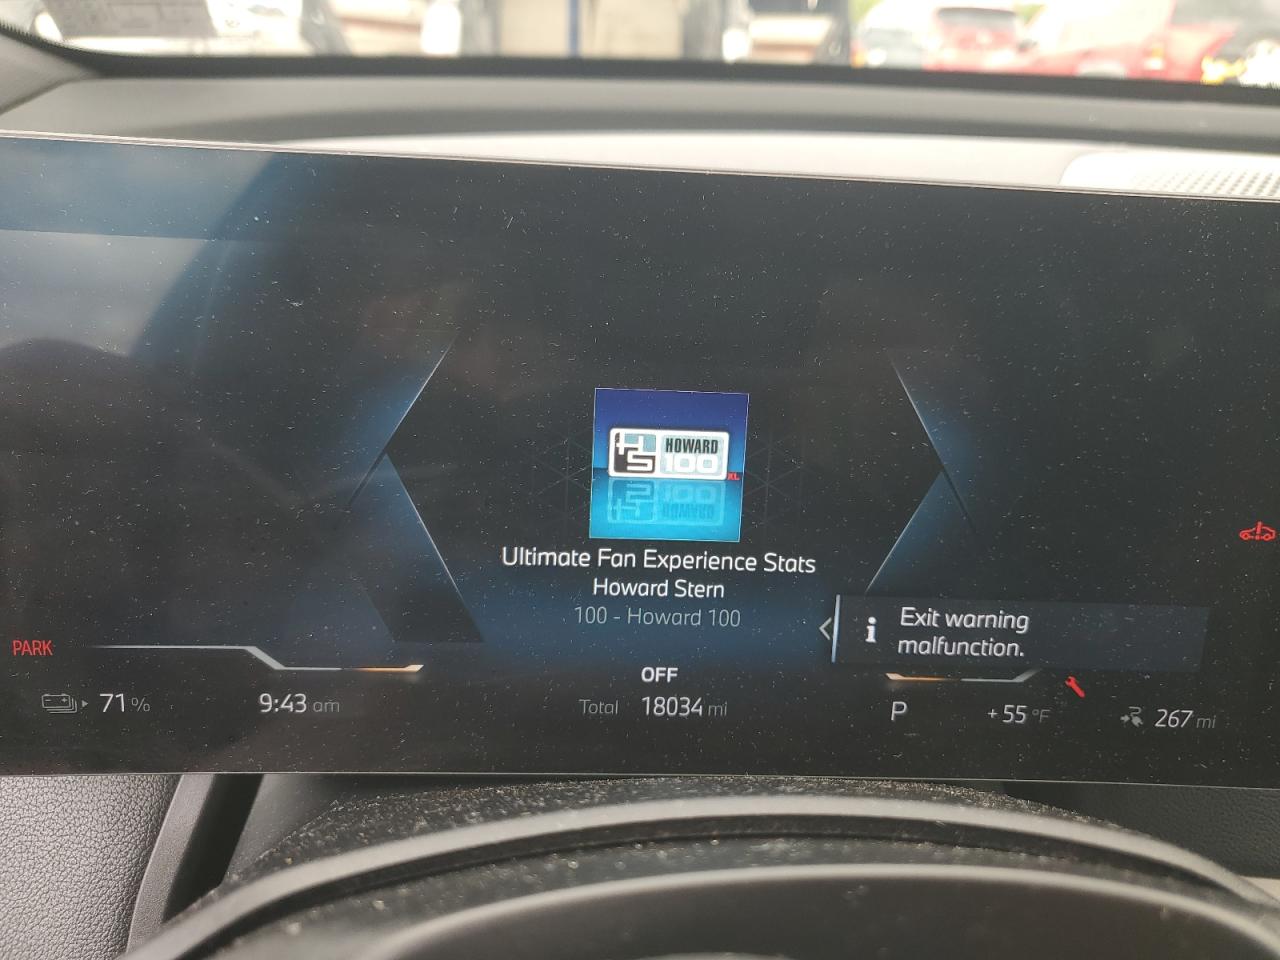 HS
HOWARD
100
XL
Ultimate Fan Experience Stats
Howard Stern
100 - Howard 100
Exit warning
malfunction.
PARK
OFF
71 %
9:43 am
Total 18034 mi
P
+55 °F
267 mi